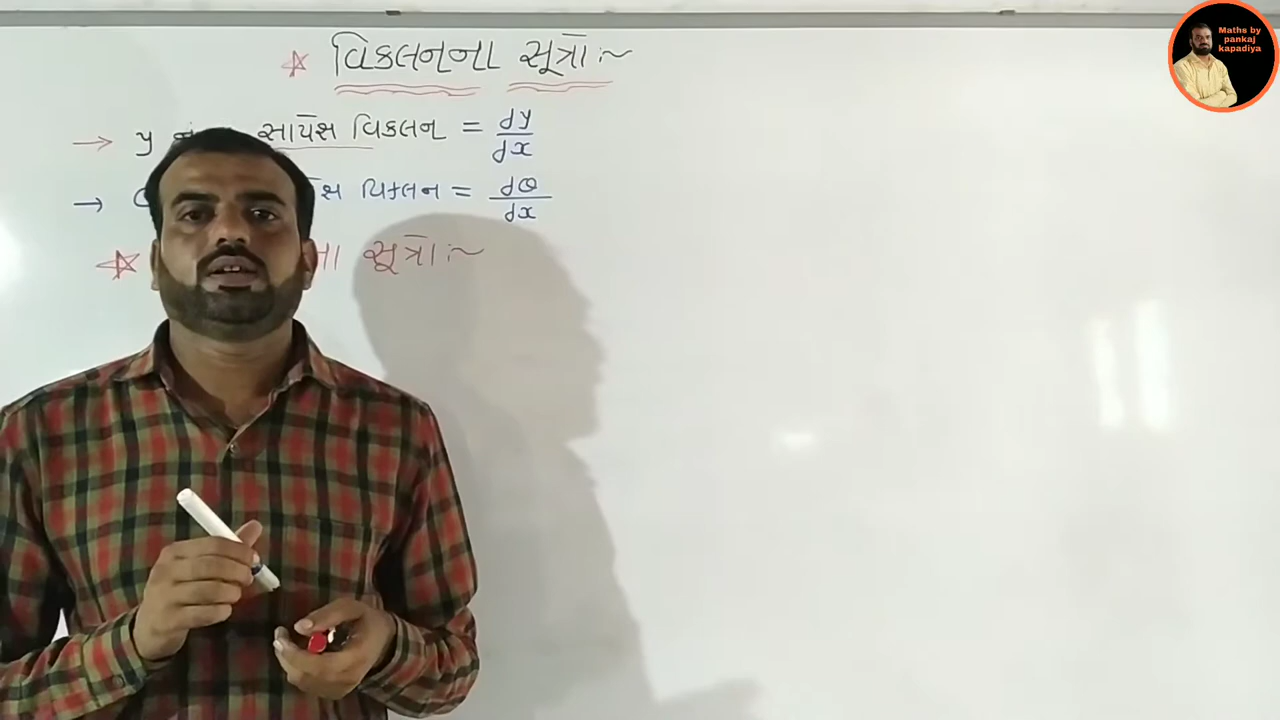 વિકલનના સૂત્રો :~
→ y સાપેક્ષ વિકલન = dy/dx
→ વિકલન = dθ/dx
સૂત્રો :~
Maths by
pankaj
kapadiya